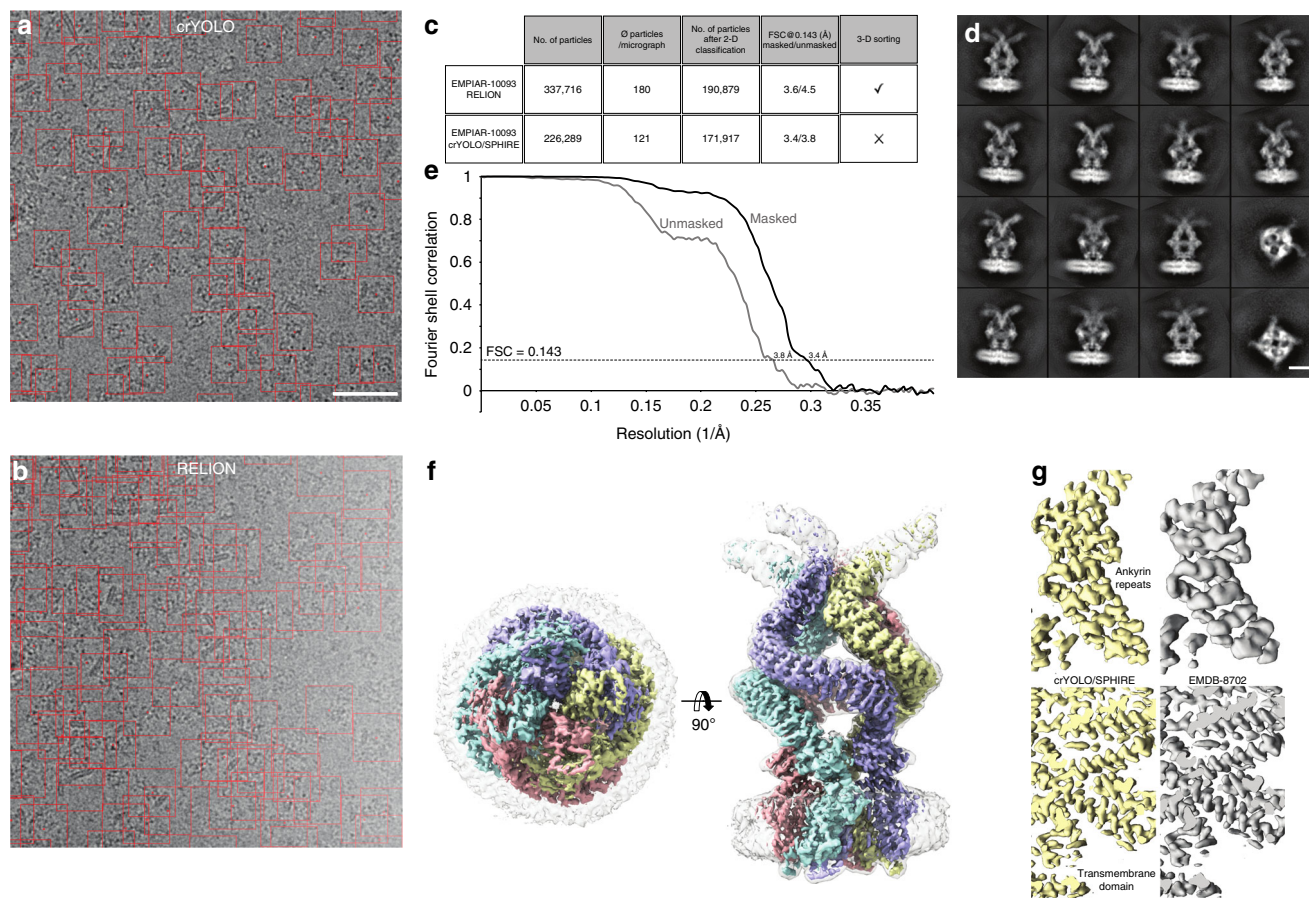 a
crYOLO
b
RELION
c
No. of particles
Ø particles
/micrograph
No. of particles
after 2-D
classification
FSC@0.143 (Å)
masked/unmasked
3-D sorting
EMPIAR-10093
RELION
337,716
180
190,879
3.6/4.5
✓
EMPIAR-10093
crYOLO/SPHIRE
226,289
121
171,917
3.4/3.8
✕
d
e
Fourier shell correlation
1
0.8
0.6
0.4
0.2
0
Unmasked
Masked
FSC = 0.143
3.8 Å
3.4 Å
0.05
0.1
0.15
0.2
0.25
0.3
0.35
Resolution (1/Å)
f
90°
g
Ankyrin
repeats
crYOLO/SPHIRE
EMDB-8702
Transmembrane
domain